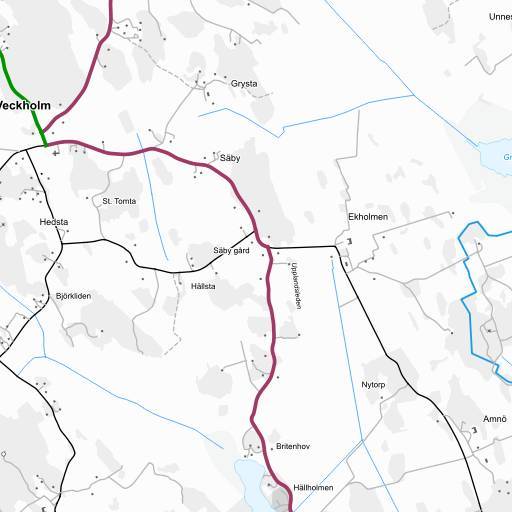 Unnes
Grysta
Veckholm
Gr
Säby
St. Tomta
Ekholmen
Hedsta
Säby gård
Upplandsleden
Hällsta
Björkliden
Nytorp
Amnö
Britenhov
Hällholmen